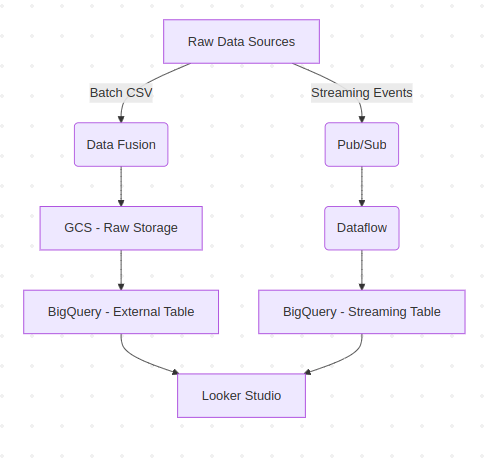 Raw Data Sources
Batch CSV
Streaming Events
Data Fusion
Pub/Sub
GCS - Raw Storage
Dataflow
BigQuery - External Table
BigQuery - Streaming Table
Looker Studio